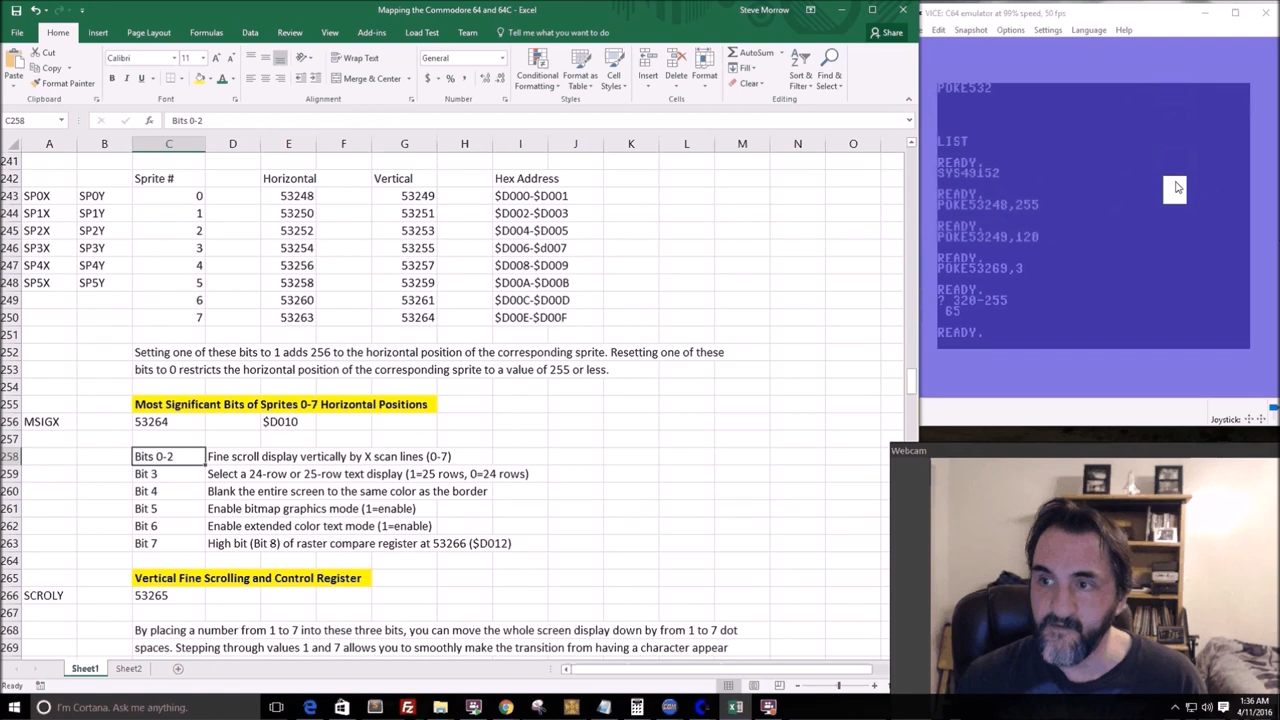 Mapping the Commodore 64 and 64C - Excel
Steve Morrow
File Home Insert Page Layout Formulas Data Review View Add-ins Load Test Team Tell me what you want to do Share
Paste Cut Copy Format Painter
Clipboard
Calibri 11
B I U
Font
Wrap Text
Merge & Center
Alignment
General
$ % ,
Number
Conditional Formatting Format as Table Cell Styles
Styles
Insert Delete Format
Cells
AutoSum Fill Clear
Sort & Filter Find & Select
Editing
C258 fx Bits 0-2
A B C D E F G H I J K L M N O
241
242 Sprite # Horizontal Vertical Hex Address
243 SP0X SP0Y 0 53248 53249 $D000-$D001
244 SP1X SP1Y 1 53250 53251 $D002-$D003
245 SP2X SP2Y 2 53252 53253 $D004-$D005
246 SP3X SP3Y 3 53254 53255 $D006-$d007
247 SP4X SP4Y 4 53256 53257 $D008-$D009
248 SP5X SP5Y 5 53258 53259 $D00A-$D00B
249 6 53260 53261 $D00C-$D00D
250 7 53263 53264 $D00E-$D00F
251
252 Setting one of these bits to 1 adds 256 to the horizontal position of the corresponding sprite. Resetting one of these
253 bits to 0 restricts the horizontal position of the corresponding sprite to a value of 255 or less.
254
255 Most Significant Bits of Sprites 0-7 Horizontal Positions
256 MSIGX 53264 $D010
257
258 Bits 0-2 Fine scroll display vertically by X scan lines (0-7)
259 Bit 3 Select a 24-row or 25-row text display (1=25 rows, 0=24 rows)
260 Bit 4 Blank the entire screen to the same color as the border
261 Bit 5 Enable bitmap graphics mode (1=enable)
262 Bit 6 Enable extended color text mode (1=enable)
263 Bit 7 High bit (Bit 8) of raster compare register at 53266 ($D012)
264
265 Vertical Fine Scrolling and Control Register
266 SCROLY 53265
267
268 By placing a number from 1 to 7 into these three bits, you can move the whole screen display down by from 1 to 7 dot
269 spaces. Stepping through values 1 and 7 allows you to smoothly make the transition from having a character appear
Sheet1 Sheet2
Ready
VICE: C64 emulator at 99% speed, 50 fps
Edit Snapshot Options Settings Language Help
POKE532
LIST
READY.
SYS49152
READY.
POKE53248,255
READY.
POKE53249,120
READY.
POKE53269,3
READY.
? 320-255
65
READY.
Joystick:
Webcam
I'm Cortana. Ask me anything.
1:36 AM
4/11/2016